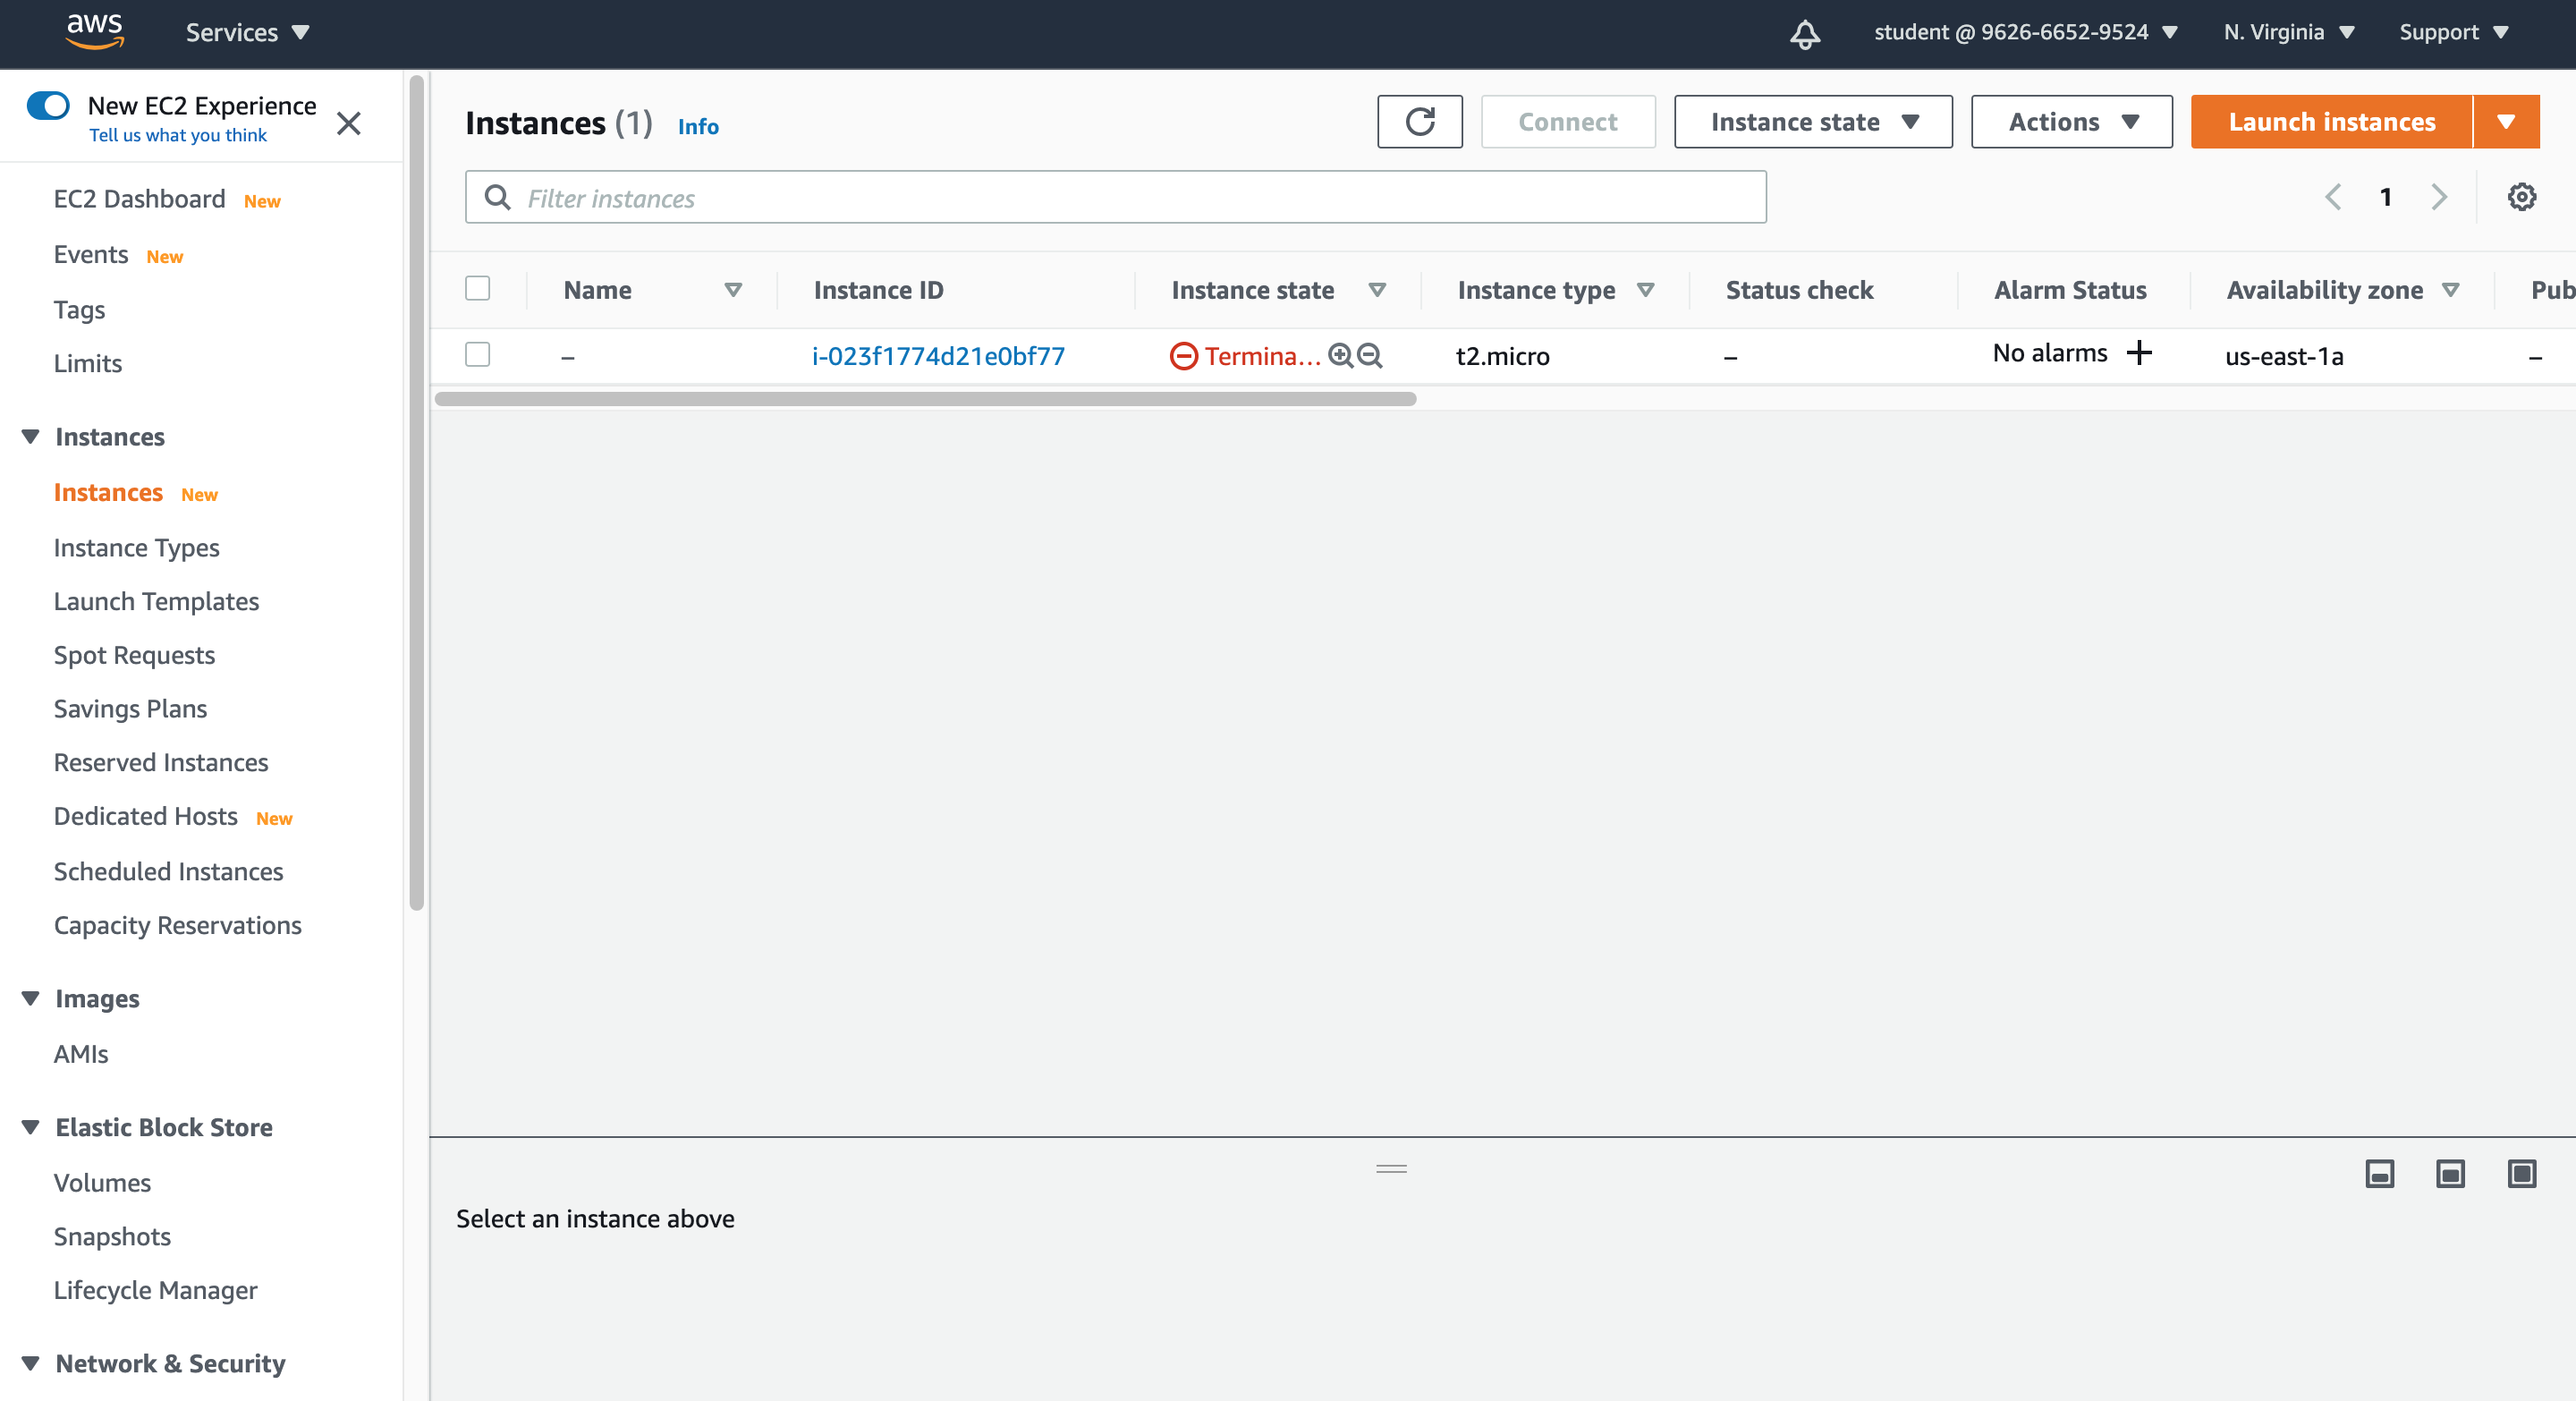 aws Services student @ 9626-6652-9524 N. Virginia Support
New EC2 Experience
Tell us what you think
EC2 Dashboard New
Events New
Tags
Limits
Instances
Instances New
Instance Types
Launch Templates
Spot Requests
Savings Plans
Reserved Instances
Dedicated Hosts New
Scheduled Instances
Capacity Reservations
Images
AMIs
Elastic Block Store
Volumes
Snapshots
Lifecycle Manager
Network & Security
Instances (1) Info Connect Instance state Actions Launch instances
Filter instances 1
Name Instance ID Instance state Instance type Status check Alarm Status Availability zone Pub
– i-023f1774d21e0bf77 Termina... t2.micro – No alarms + us-east-1a –
Select an instance above